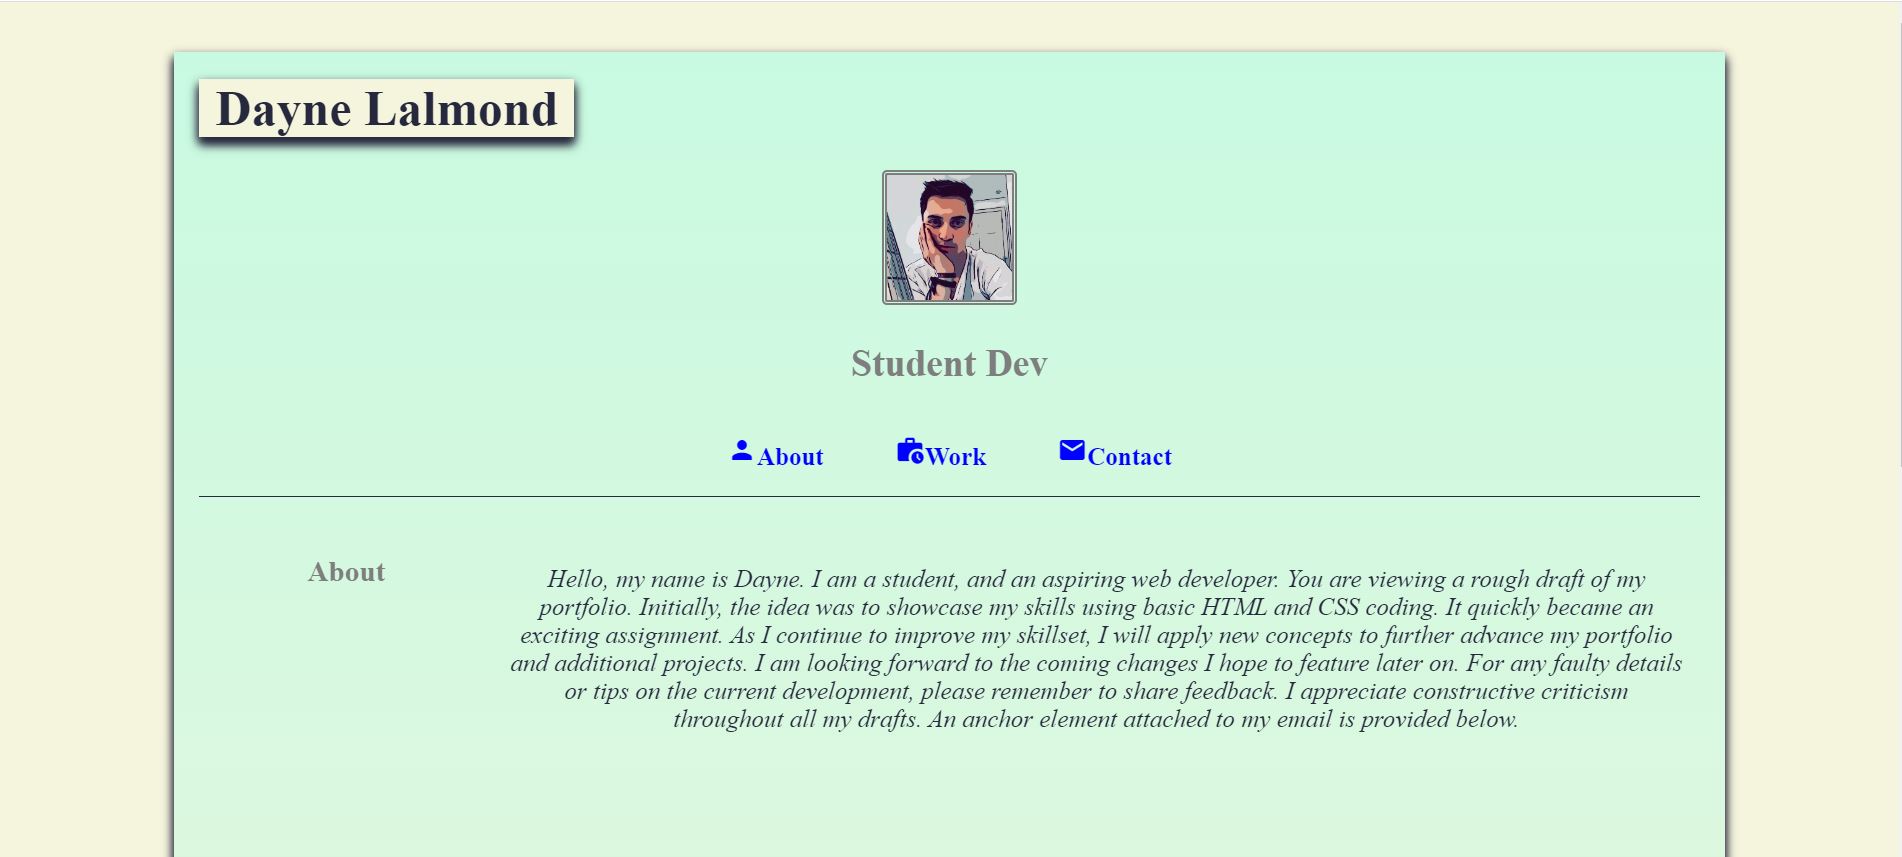 Dayne Lalmond
Student Dev
About
Work
Contact
About
Hello, my name is Dayne. I am a student, and an aspiring web developer. You are viewing a rough draft of my
portfolio. Initially, the idea was to showcase my skills using basic HTML and CSS coding. It quickly became an
exciting assignment. As I continue to improve my skillset, I will apply new concepts to further advance my portfolio
and additional projects. I am looking forward to the coming changes I hope to feature later on. For any faulty details
or tips on the current development, please remember to share feedback. I appreciate constructive criticism
throughout all my drafts. An anchor element attached to my email is provided below.